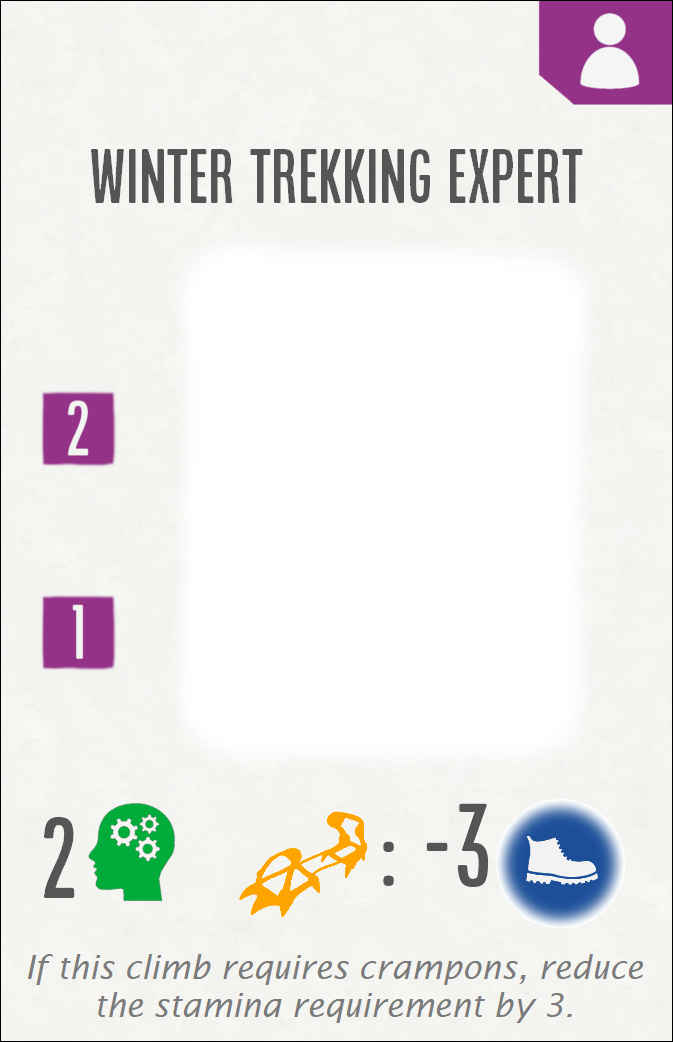 WINTER TREKKING EXPERT
2
1
2 : -3
If this climb requires crampons, reduce
the stamina requirement by 3.